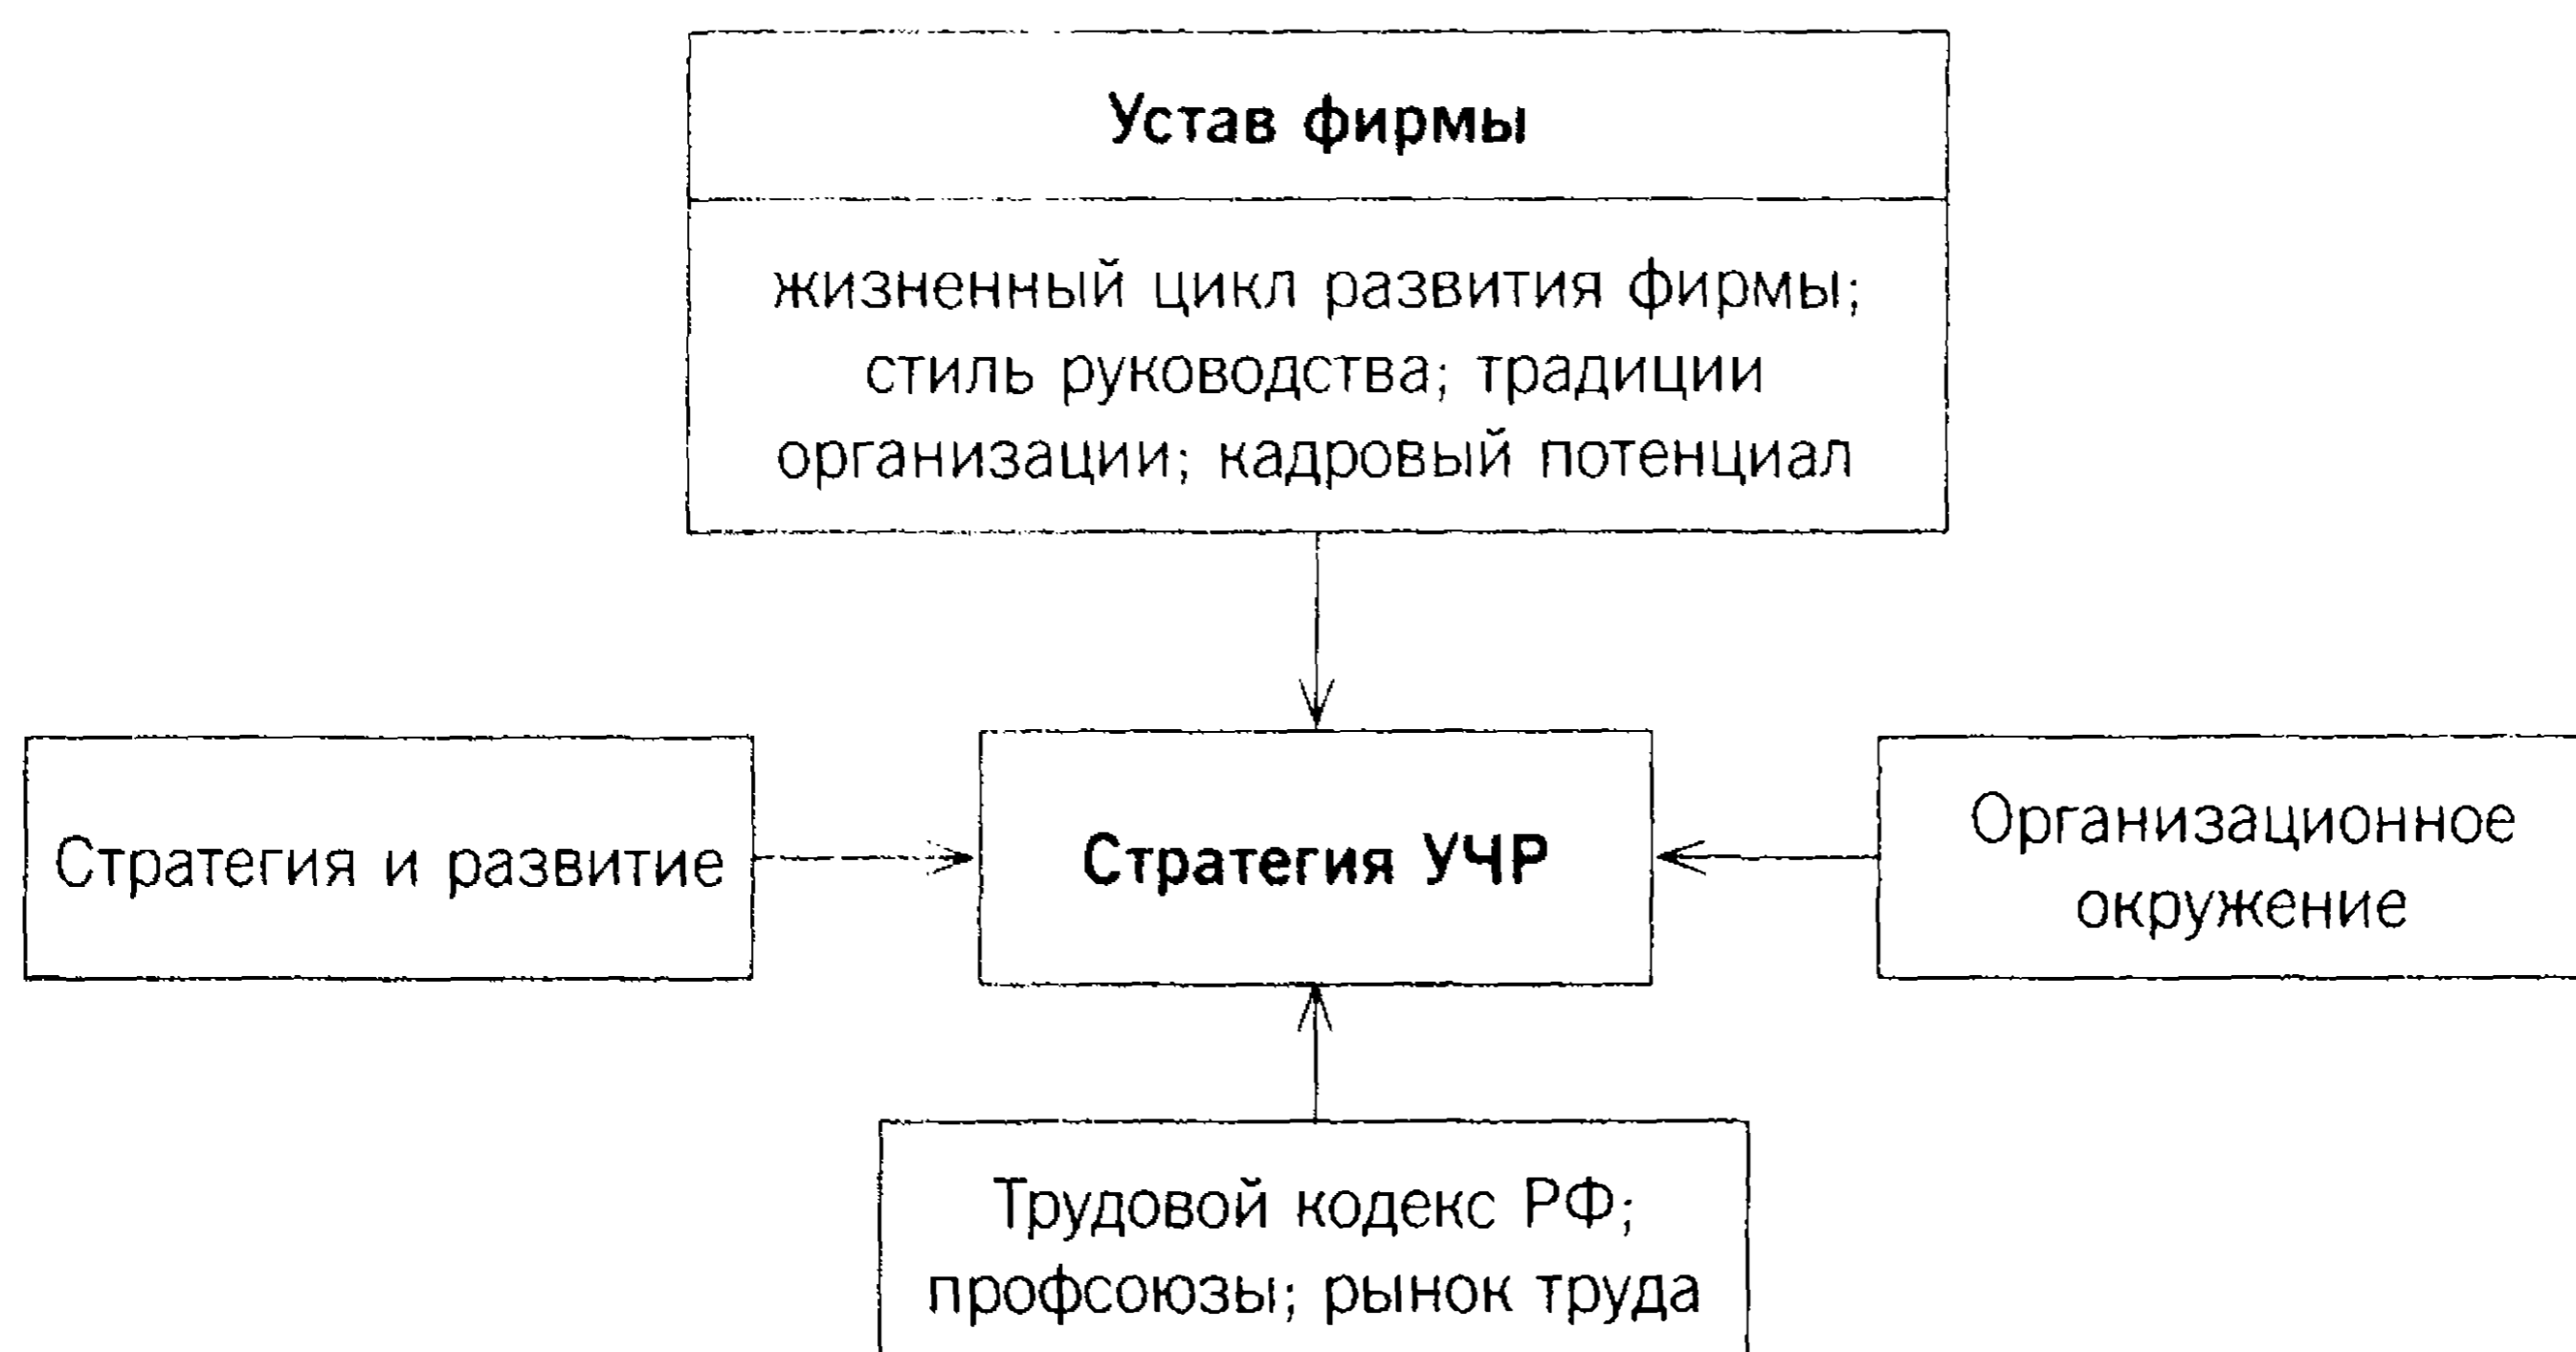 Устав фирмы
жизненный цикл развития фирмы;
стиль руководства; традиции
организации; кадровый потенциал
Стратегия и развитие
Стратегия УЧР
Организационное
окружение
Трудовой кодекс РФ;
профсоюзы; рынок труда